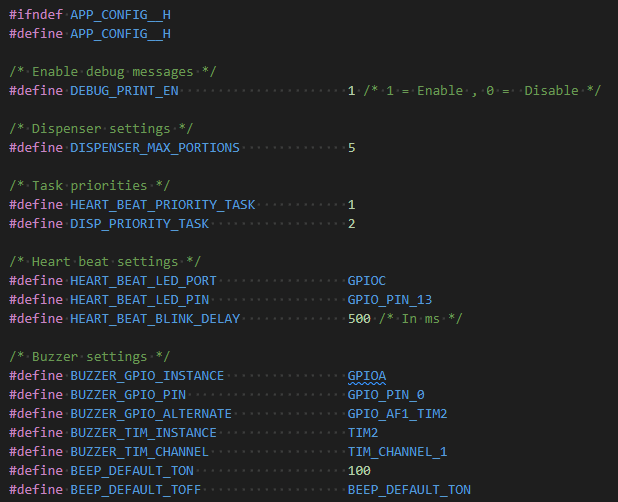 #ifndef APP_CONFIG__H
#define APP_CONFIG__H
/* Enable debug messages */
#define DEBUG_PRINT_EN 1 /* 1 = Enable , 0 =  Disable */
/* Dispenser settings */
#define DISPENSER_MAX_PORTIONS 5
/* Task priorities */
#define HEART_BEAT_PRIORITY_TASK 1
#define DISP_PRIORITY_TASK 2
/* Heart beat settings */
#define HEART_BEAT_LED_PORT GPIOC
#define HEART_BEAT_LED_PIN GPIO_PIN_13
#define HEART_BEAT_BLINK_DELAY 500 /* In ms */
/* Buzzer settings */
#define BUZZER_GPIO_INSTANCE GPIOA
#define BUZZER_GPIO_PIN GPIO_PIN_0
#define BUZZER_GPIO_ALTERNATE GPIO_AF1_TIM2
#define BUZZER_TIM_INSTANCE TIM2
#define BUZZER_TIM_CHANNEL TIM_CHANNEL_1
#define BEEP_DEFAULT_TON 100
#define BEEP_DEFAULT_TOFF BEEP_DEFAULT_TON